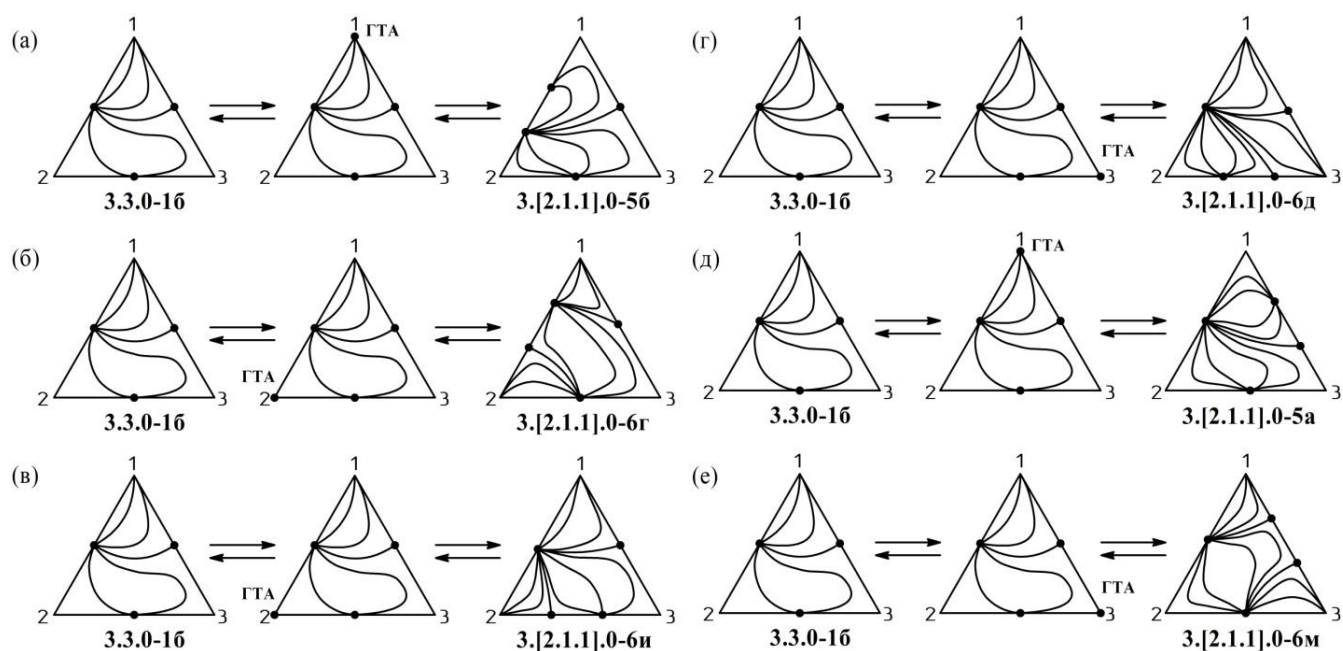 (а) 1 1 ГТА 1
2 3 2 3 2 3
3.3.0-1б 3.[2.1.1].0-5б
(б) 1 1 1
ГТА
2 3 2 3 2 3
3.3.0-1б 3.[2.1.1].0-6г
(в) 1 1 1
ГТА
2 3 2 3 2 3
3.3.0-1б 3.[2.1.1].0-6и
(г) 1 1 1
ГТА
2 3 2 3 2 3
3.3.0-1б 3.[2.1.1].0-6д
(д) 1 1 ГТА 1
2 3 2 3 2 3
3.3.0-1б 3.[2.1.1].0-5а
(е) 1 1 1
ГТА
2 3 2 3 2 3
3.3.0-1б 3.[2.1.1].0-6м